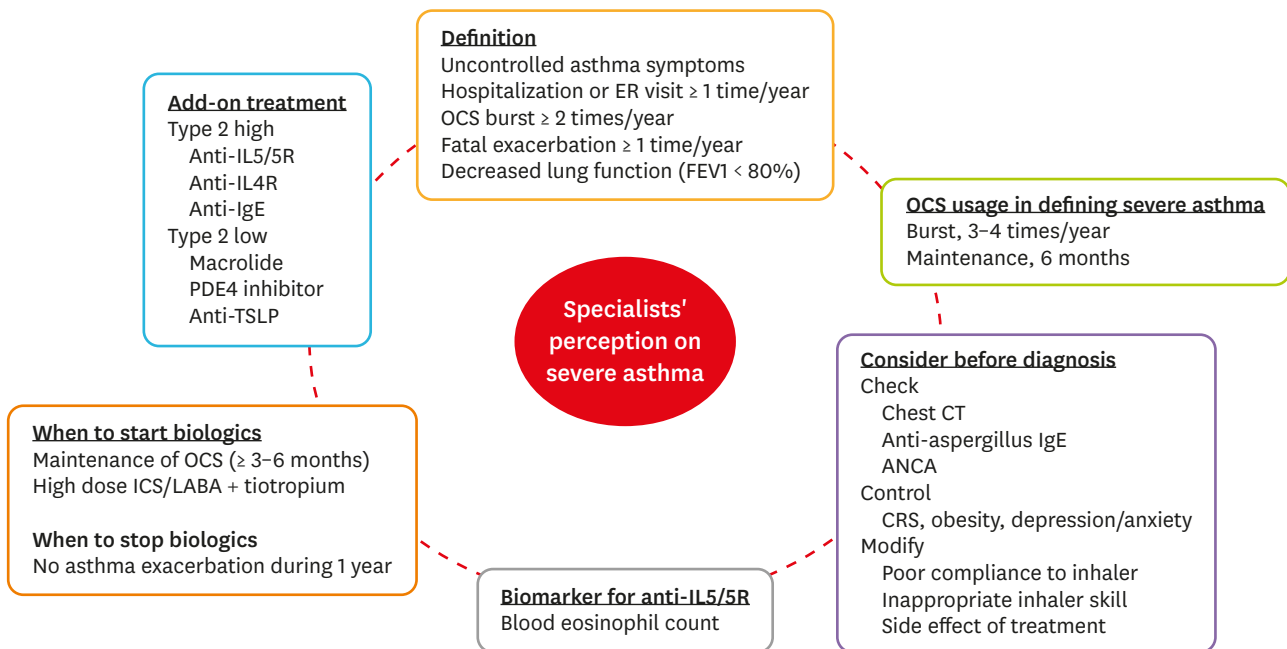 Definition
Uncontrolled asthma symptoms
Hospitalization or ER visit ≥ 1 time/year
OCS burst ≥ 2 times/year
Fatal exacerbation ≥ 1 time/year
Decreased lung function (FEV1 < 80%)
Add-on treatment
Type 2 high
Anti-IL5/5R
Anti-IL4R
Anti-IgE
Type 2 low
Macrolide
PDE4 inhibitor
Anti-TSLP
OCS usage in defining severe asthma
Burst, 3–4 times/year
Maintenance, 6 months
Specialists'
perception on
severe asthma
Consider before diagnosis
Check
Chest CT
Anti-aspergillus IgE
ANCA
Control
CRS, obesity, depression/anxiety
Modify
Poor compliance to inhaler
Inappropriate inhaler skill
Side effect of treatment
When to start biologics
Maintenance of OCS (≥ 3–6 months)
High dose ICS/LABA + tiotropium
When to stop biologics
No asthma exacerbation during 1 year
Biomarker for anti-IL5/5R
Blood eosinophil count